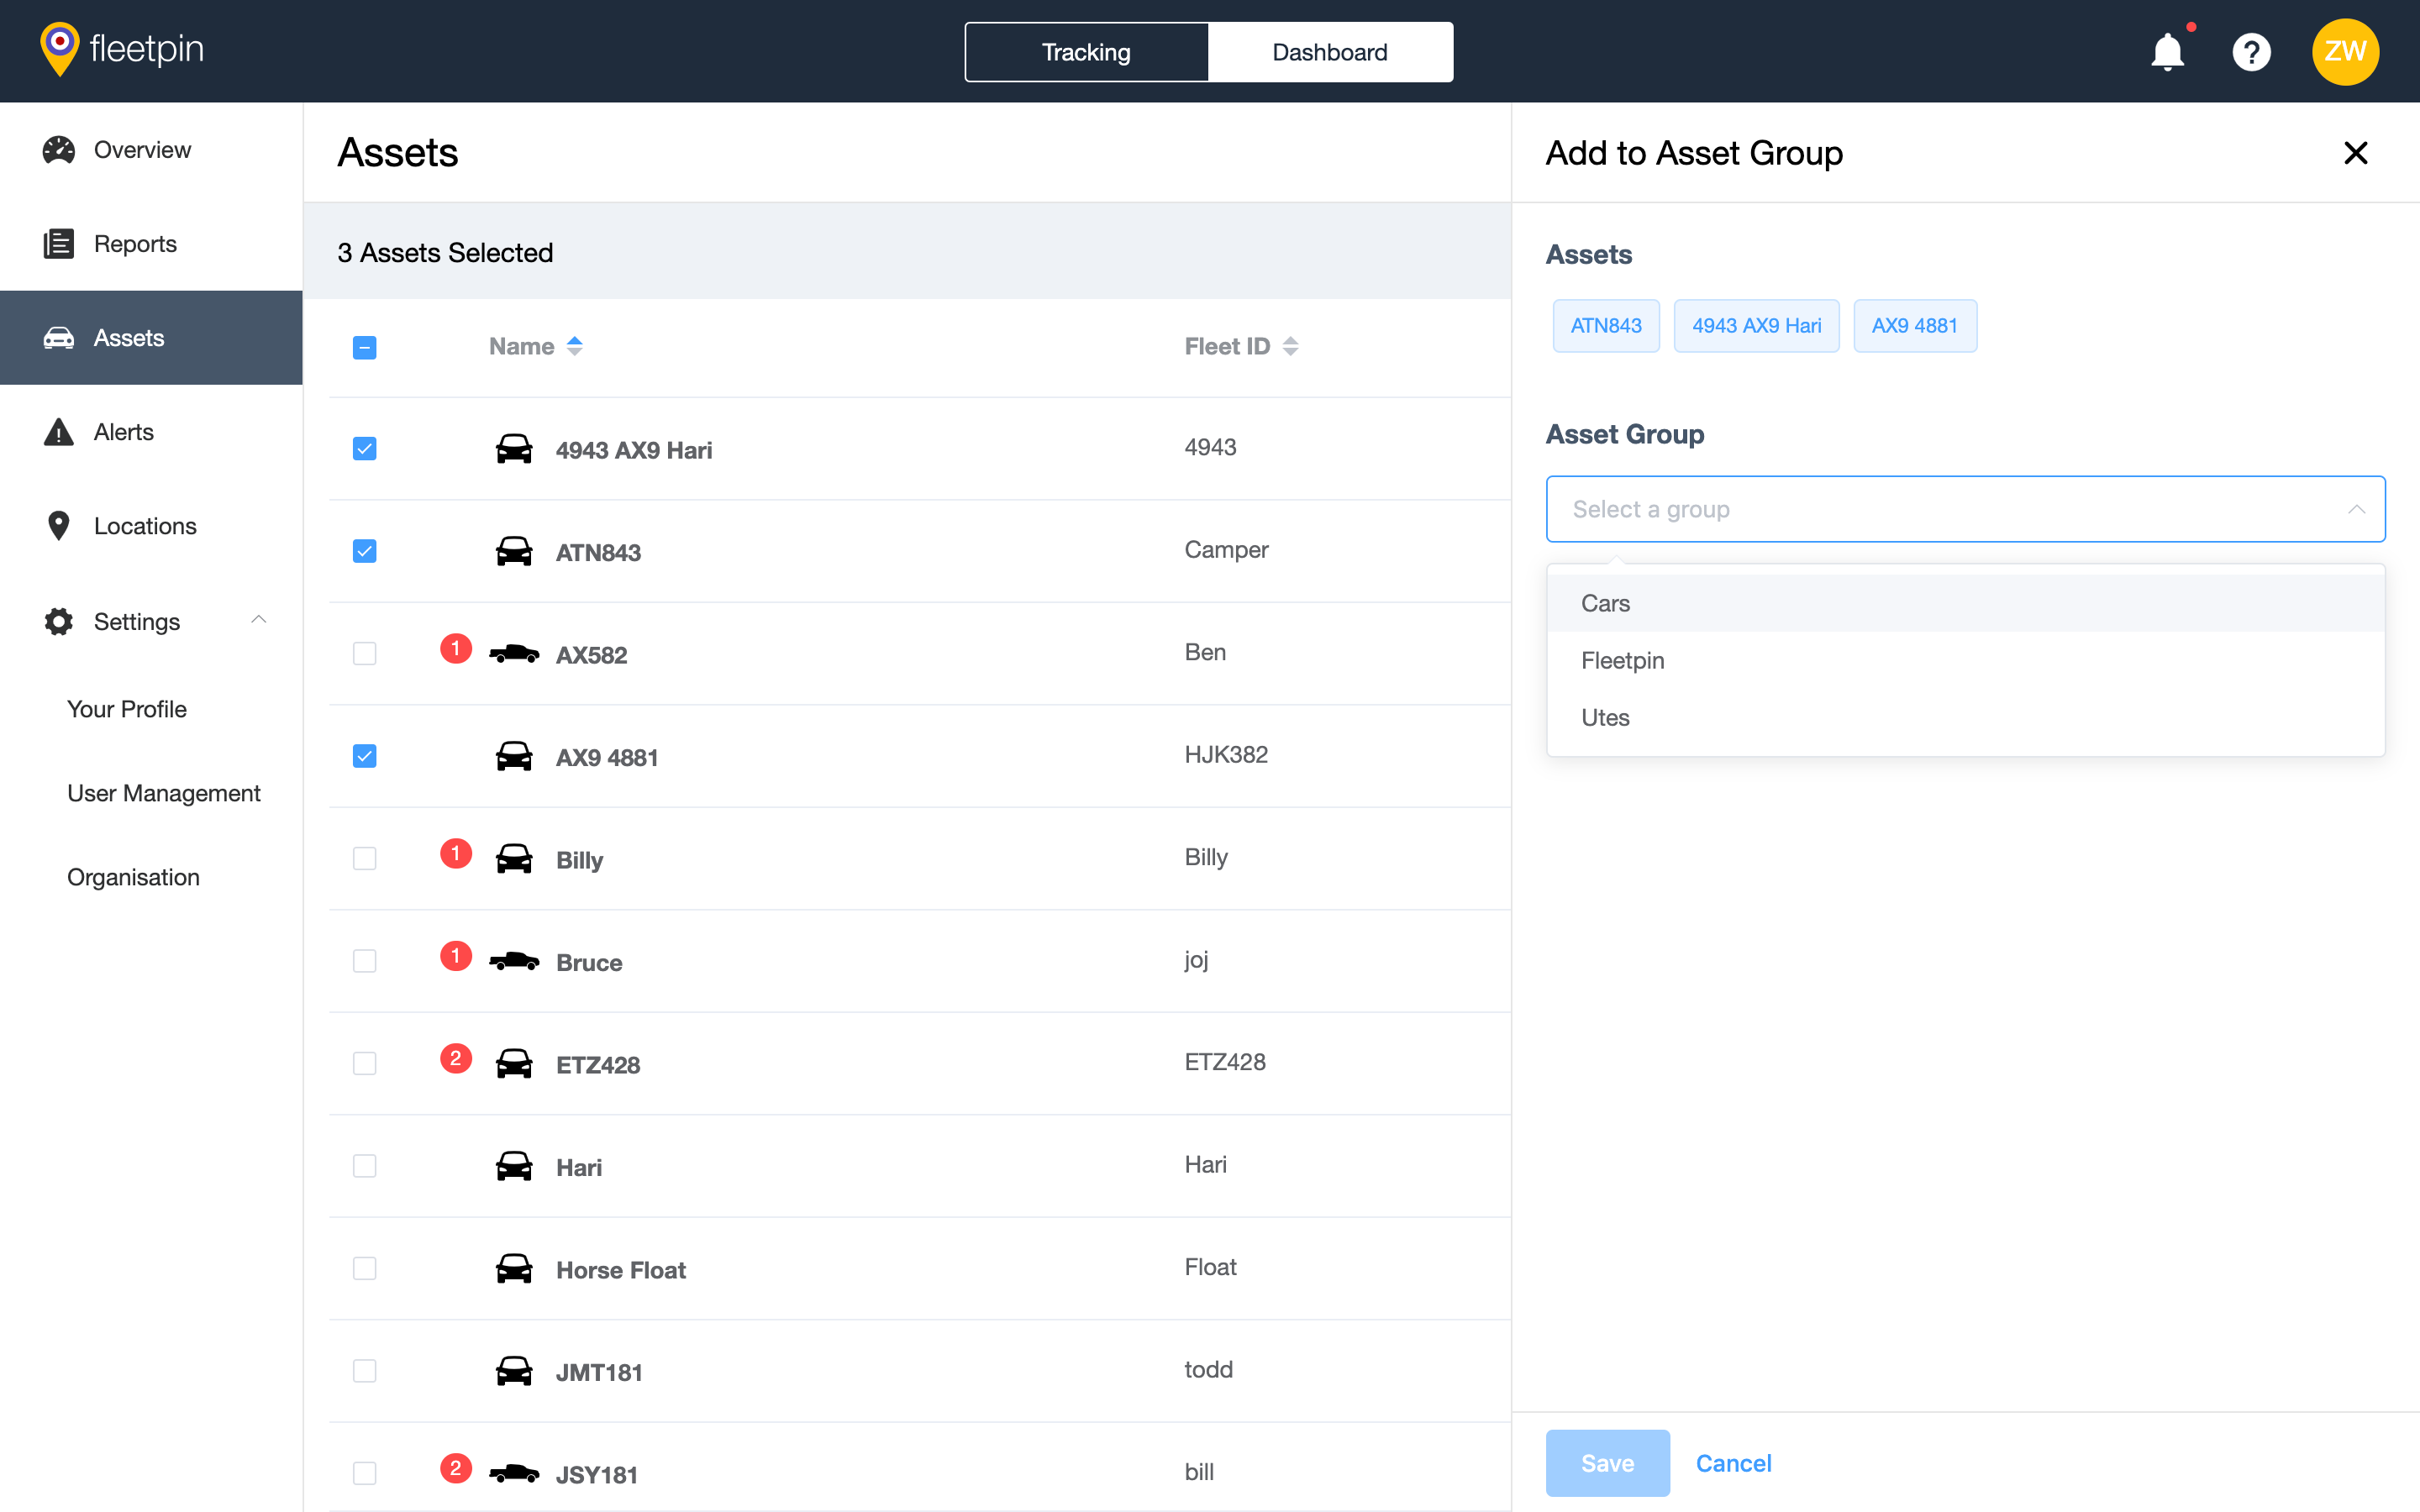 fleetpin
Tracking
Dashboard
?
ZW
Overview
Reports
Assets
Alerts
Locations
Settings
Your Profile
User Management
Organisation
Assets
3 Assets Selected
Name Fleet ID
4943 AX9 Hari 4943
ATN843 Camper
1 AX582 Ben
AX9 4881 HJK382
1 Billy Billy
1 Bruce joj
2 ETZ428 ETZ428
Hari Hari
Horse Float Float
JMT181 todd
2 JSY181 bill
Add to Asset Group
Assets
ATN843 4943 AX9 Hari AX9 4881
Asset Group
Select a group
Cars
Fleetpin
Utes
Save Cancel